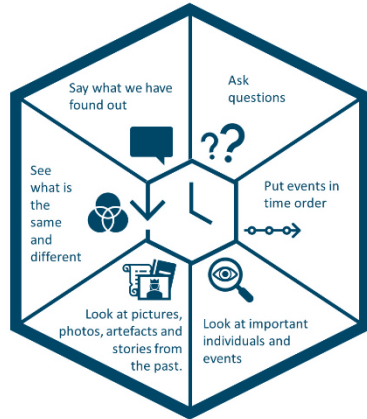 Say what we have
found out
Ask
questions
??
See
what is
the
same
and
different
Put events in
time order
Look at pictures,
photos, artefacts and
stories from
the past.
Look at important
individuals and
events